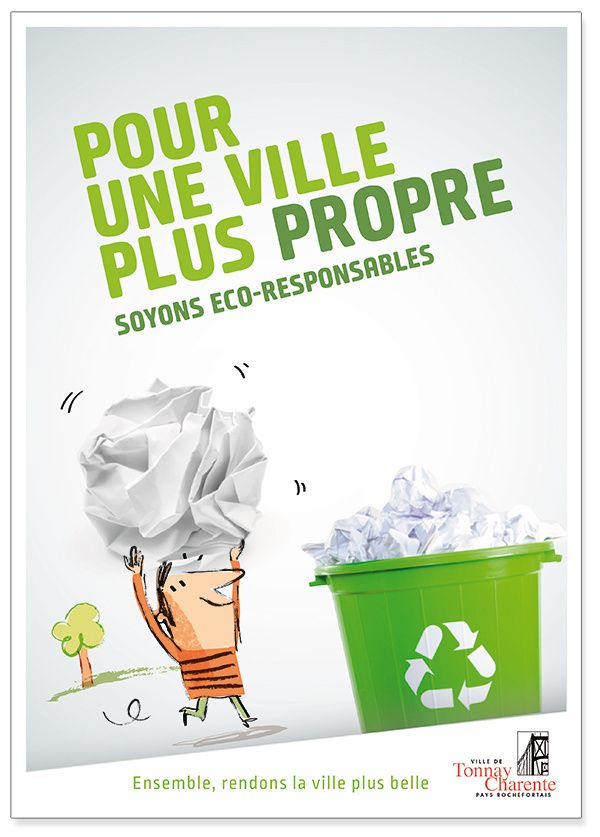 POUR
UNE VILLE
PLUS PROPRE
SOYONS ECO-RESPONSABLES
Ensemble, rendons la ville plus belle
VILLE DE
Tonnay
Charente
PAYS ROCHEFORTAIS